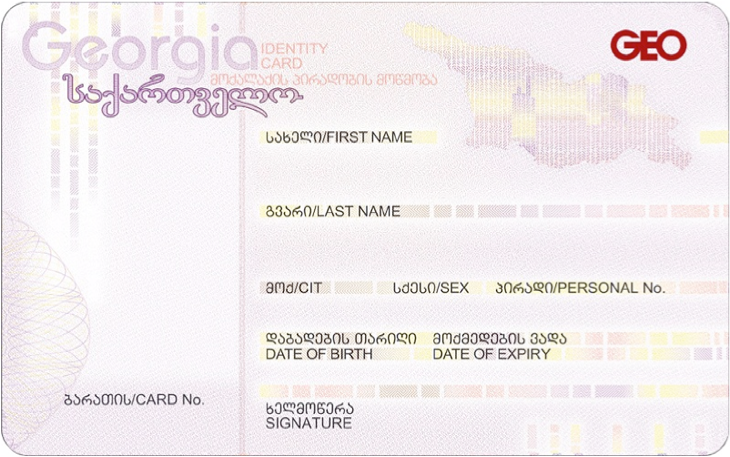 Georgia
IDENTITY
CARD
GEO
მოქალაქის პირადობის მოწმობა
საქართველო
სახელი/FIRST NAME
გვარი/LAST NAME
მოქ/CIT სქესი/SEX პირადი/PERSONAL No.
დაბადების თარიღი მოქმედების ვადა
DATE OF BIRTH DATE OF EXPIRY
ბარათის/CARD No.
ხელმოწერა
SIGNATURE